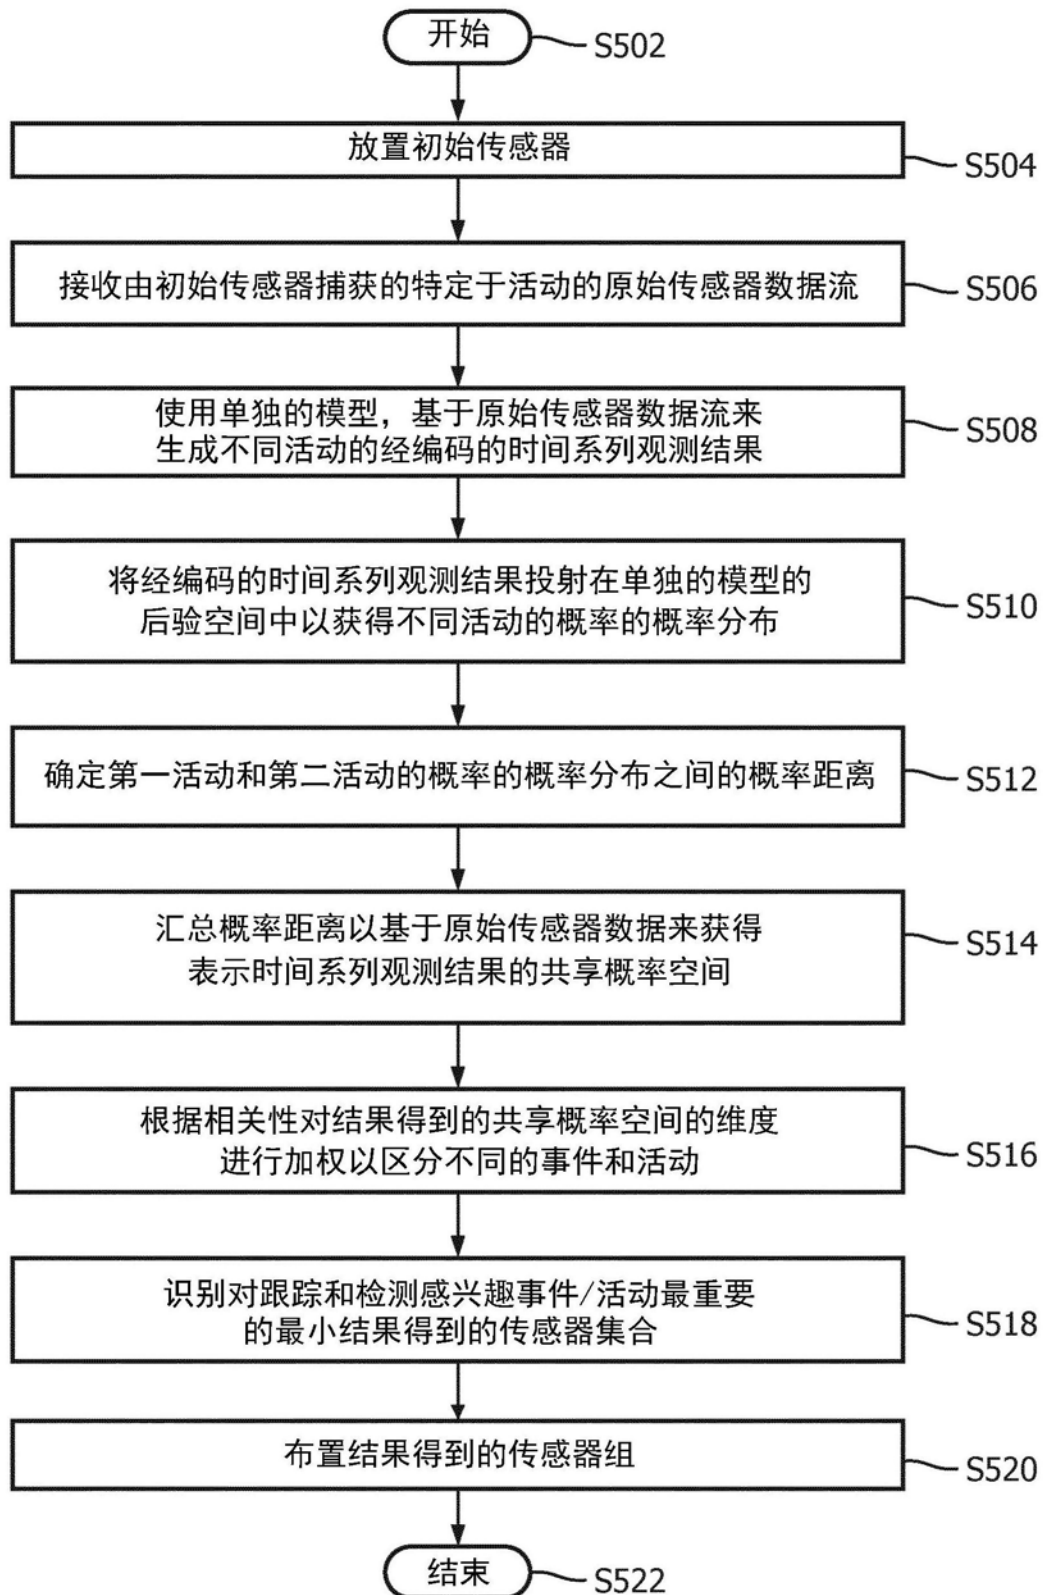 开始
S502
放置初始传感器
S504
接收由初始传感器捕获的特定于活动的原始传感器数据流
S506
使用单独的模型，基于原始传感器数据流来
生成不同活动的经编码的时间系列观测结果
S508
将经编码的时间系列观测结果投射在单独的模型的
后验空间中以获得不同活动的概率的概率分布
S510
确定第一活动和第二活动的概率的概率分布之间的概率距离
S512
汇总概率距离以基于原始传感器数据来获得
表示时间系列观测结果的共享概率空间
S514
根据相关性对结果得到的共享概率空间的维度
进行加权以区分不同的事件和活动
S516
识别对跟踪和检测感兴趣事件/活动最重要
的最小结果得到的传感器集合
S518
布置结果得到的传感器组
S520
结束
S522